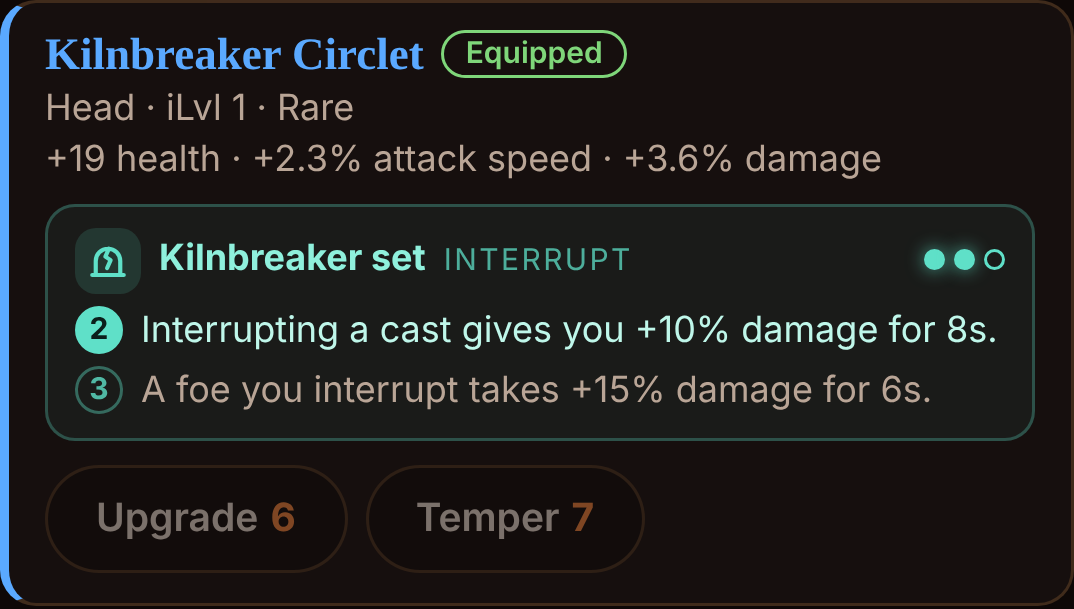 Kilnbreaker Circlet Equipped
Head · iLvl 1 · Rare
+19 health · +2.3% attack speed · +3.6% damage
Kilnbreaker set INTERRUPT
2 Interrupting a cast gives you +10% damage for 8s.
3 A foe you interrupt takes +15% damage for 6s.
Upgrade 6 Temper 7